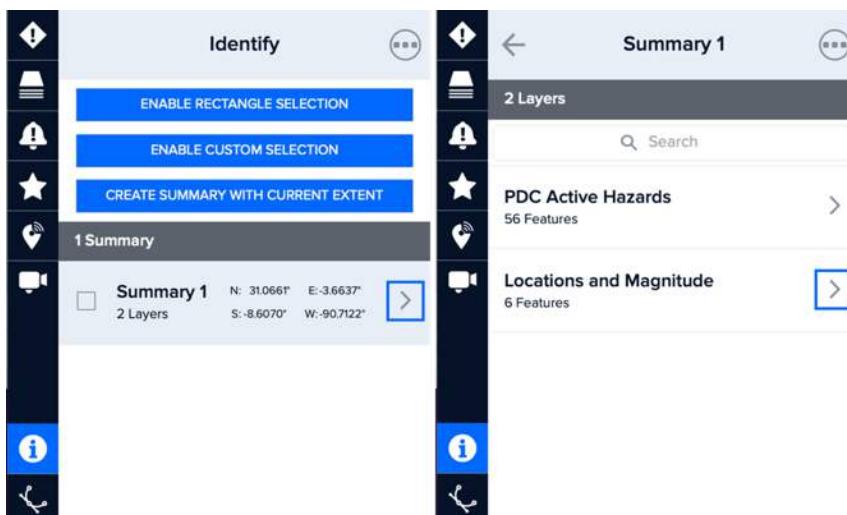 Identify
ENABLE RECTANGLE SELECTION
ENABLE CUSTOM SELECTION
CREATE SUMMARY WITH CURRENT EXTENT
1 Summary
Summary 1 N: 31.0661° E:-3.6637°
2 Layers S:-8.6070° W:-90.7122°
Summary 1
2 Layers
Search
PDC Active Hazards
56 Features
Locations and Magnitude
6 Features